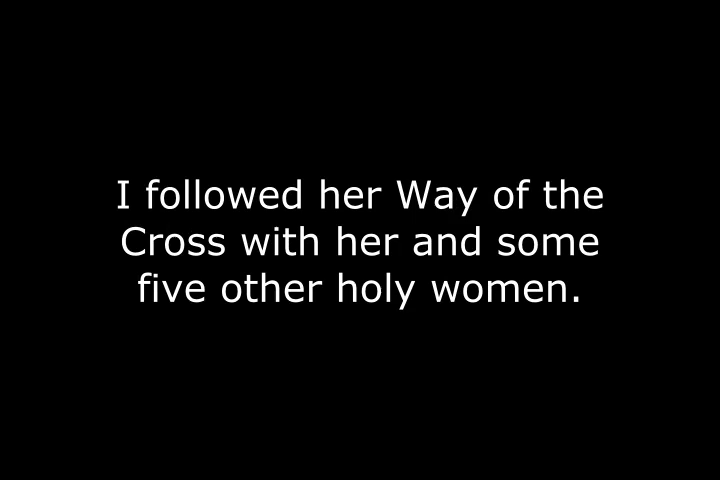 I followed her Way of the
Cross with her and some
five other holy women.